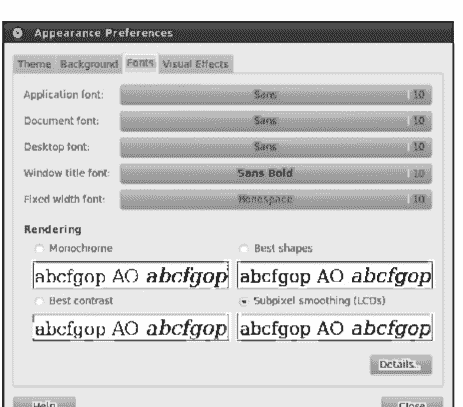 Appearance Preferences
Theme Background Fonts Visual Effects
Application font: Sans 10
Document font: Sans 10
Desktop font: Sans 10
Window title font: Sans Bold 10
Fixed width font: Monospace 10
Rendering
Monochrome Best shapes
abcfgop AO abcfgop abcfgop AO abcfgop
Best contrast Subpixel smoothing (LCDs)
abcfgop AO abcfgop abcfgop AO abcfgop
Details...
Help Close